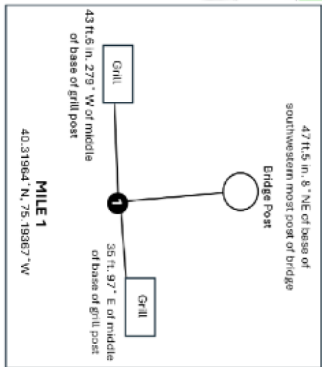 47 ft.5 in. 8° NE of base of
southwestern most post of bridge
Bridge Post
Grill
43 ft.6 in. 279° W of middle
of base of grill post
1
Grill
35 ft. 97° E of middle
of base of grill post
MILE 1
40.31964°N, 75.19367°W